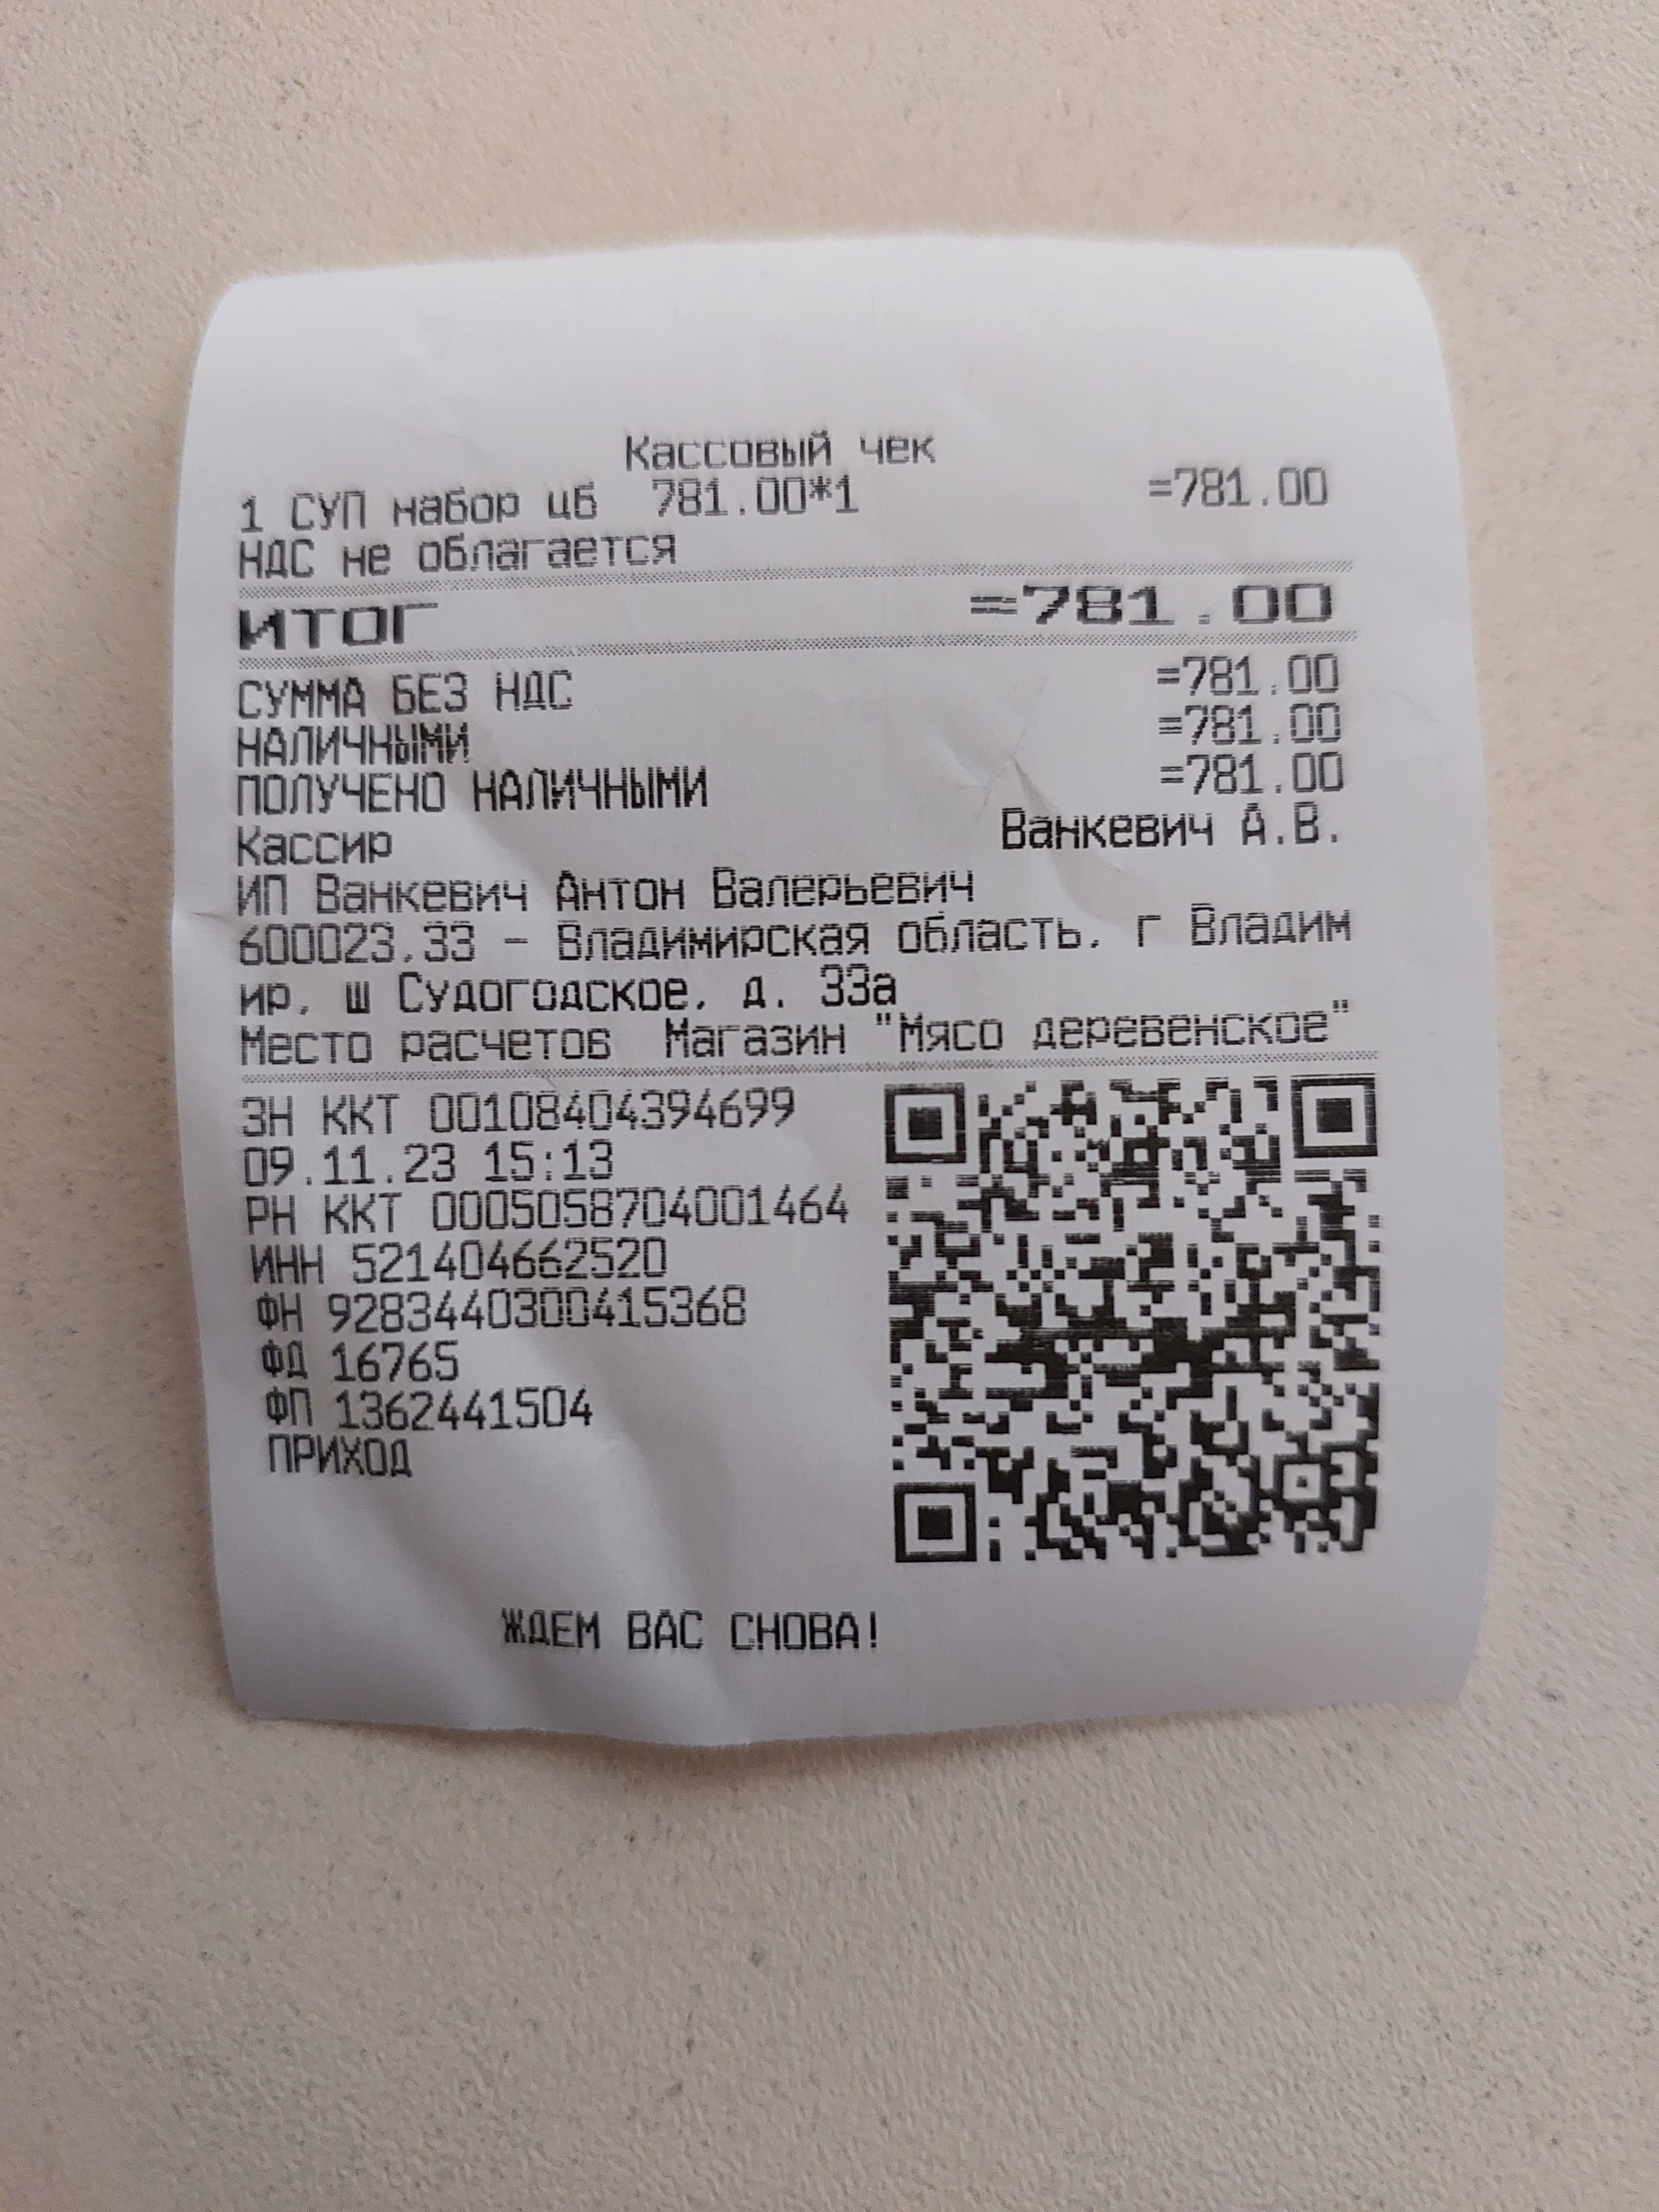 Кассовый чек
1 СУП набор цб 781.00*1 =781.00
НДС не облагается
ИТОГ =781.00
СУММА БЕЗ НДС =781.00
НАЛИЧНЫМИ =781.00
ПОЛУЧЕНО НАЛИЧНЫМИ =781.00
Кассир Ванкевич А.В.
ИП Ванкевич Антон Валерьевич
600023,33 - Владимирская область, г Владим
ир, ш Судогодское, д. 33а
Место расчетов Магазин "Мясо деревенское"
ЗН ККТ 00108404394699
09.11.23 15:13
РН ККТ 0005058704001464
ИНН 521404662520
ФН 9283440300415368
ФД 16765
ФП 1362441504
ПРИХОД
ЖДЕМ ВАС СНОВА!